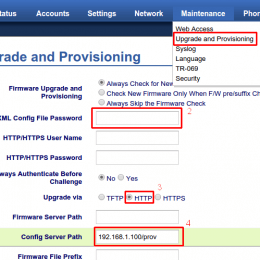 tatus Accounts Settings Network Maintenance Phon
Web Access
Upgrade and Provisioning
Syslog
Language
TR-069
Security
rade and Provisioning
Firmware Upgrade and Provisioning
Always Check for New
Check New Firmware Only When F/W pre/suffix Ch
Always Skip the Firmware Check
XML Config File Password
2
HTTP/HTTPS User Name
HTTP/HTTPS Password
ways Authenticate Before Challenge
No Yes
3
Upgrade via
TFTP HTTP HTTPS
Firmware Server Path
4
Config Server Path
192.168.1.100/prov
Firmware File Prefix